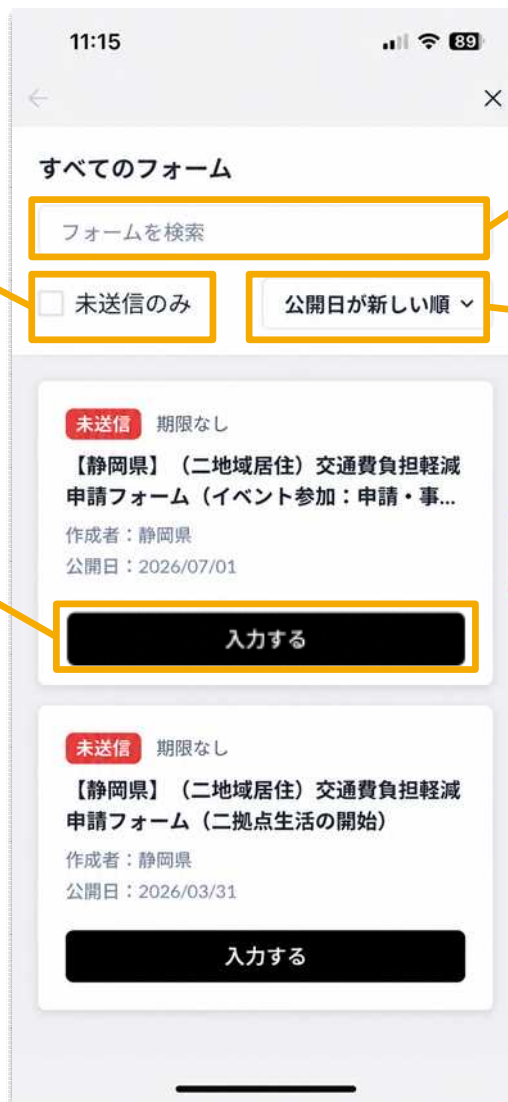 11:15
89
すべてのフォーム
フォームを検索
未送信のみ
公開日が新しい順
未送信 期限なし
【静岡県】（二地域居住）交通費負担軽減
申請フォーム（イベント参加：申請・事...
作成者：静岡県
公開日：2026/07/01
入力する
未送信 期限なし
【静岡県】（二地域居住）交通費負担軽減
申請フォーム（二拠点生活の開始）
作成者：静岡県
公開日：2026/03/31
入力する